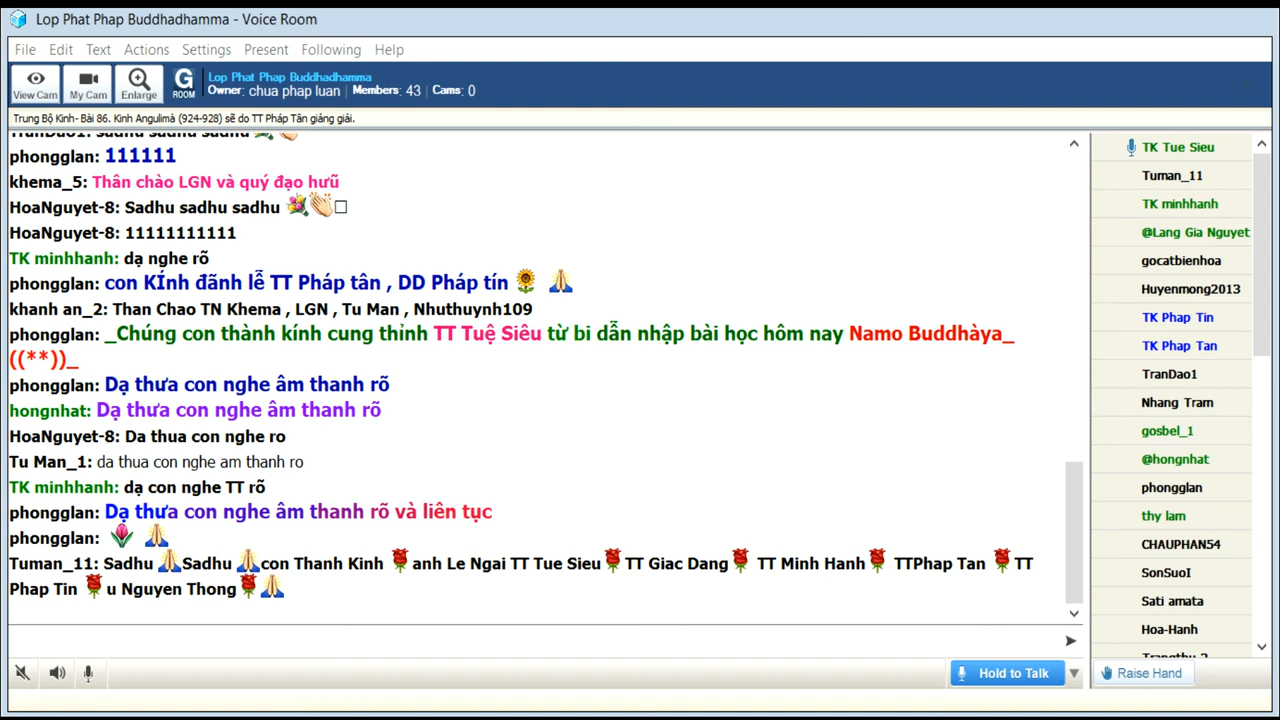 Lop Phat Phap Buddhadhamma - Voice Room
File Edit Text Actions Settings Present Following Help
View Cam My Cam Enlarge G ROOM
Lop Phat Phap Buddhadhamma
Owner: chua phap luan | Members: 43 | Cams: 0
Trung Bộ Kinh- Bài 86. Kinh Angulimà (924-928) sẽ do TT Pháp Tân giảng giải.
TranDao1: sadhu sadhu sadhu
phongglan: 111111
khema_5: Thân chào LGN và quý đạo hưũ
HoaNguyet-8: Sadhu sadhu sadhu
HoaNguyet-8: 11111111111
TK minhhanh: dạ nghe rõ
phongglan: con KÍnh đãnh lễ TT Pháp tân , DD Pháp tín
khanh an_2: Than Chao TN Khema , LGN , Tu Man , Nhuthuynh109
phongglan: _Chúng con thành kính cung thỉnh TT Tuệ Siêu từ bi dẫn nhập bài học hôm nay Namo Buddhàya_
((**))_
phongglan: Dạ thưa con nghe âm thanh rõ
hongnhat: Dạ thưa con nghe âm thanh rõ
HoaNguyet-8: Da thua con nghe ro
Tu Man_1: da thua con nghe am thanh ro
TK minhhanh: dạ con nghe TT rõ
phongglan: Dạ thưa con nghe âm thanh rõ và liên tục
phongglan:
Tuman_11: Sadhu Sadhu con Thanh Kinh anh Le Ngai TT Tue Sieu TT Giac Dang TT Minh Hanh TTPhap Tan TT
Phap Tin u Nguyen Thong
TK Tue Sieu
Tuman_11
TK minhhanh
@Lang Gia Nguyet
gocatbienhoa
Huyenmong2013
TK Phap Tin
TK Phap Tan
TranDao1
Nhang Tram
gosbel_1
@hongnhat
phongglan
thy lam
CHAUPHAN54
SonSuoI
Sati amata
Hoa-Hanh
Trangthu 2
Hold to Talk
Raise Hand